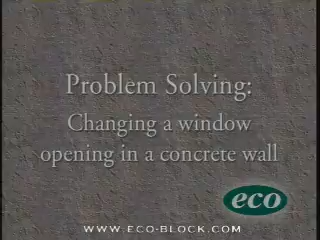 Problem Solving:
Changing a window
opening in a concrete wall
eco
WWW.ECO-BLOCK.COM